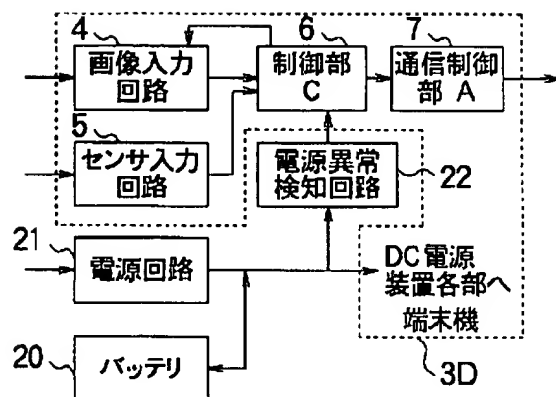 4
画像入力
回路
6
制御部
C
7
通信制御
部 A
5
センサ入力
回路
電源異常
検知回路
22
21
電源回路
DC電源
装置各部へ
端末機
20
バッテリ
3D